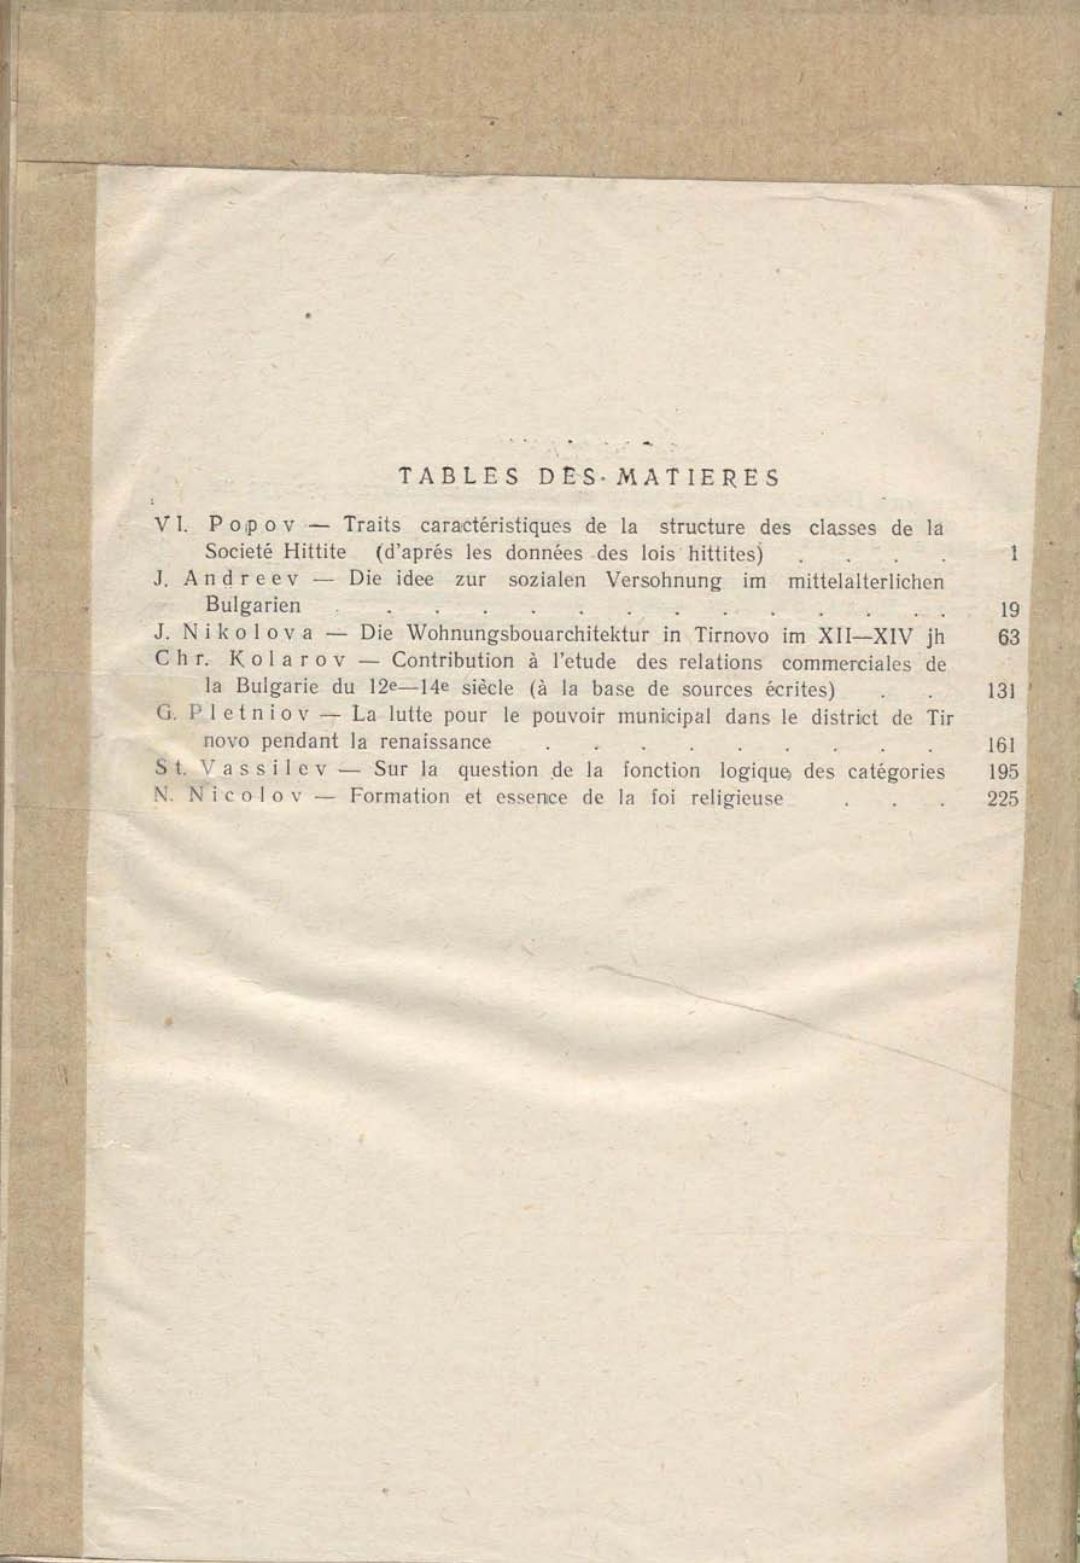 TABLES DES MATIERES
Vl. Popov — Traits caractéristiques de la structure des classes de la
Societé Hittite (d'aprés les données des lois hittites) . . . . 1
J. Andreev — Die idee zur sozialen Versohnung im mittelalterlichen
Bulgarien . . . . . . . . . . . . . . 19
J. Nikolova — Die Wohnungsbouarchitektur in Tirnovo im XII—XIV jh 63
Chr. Kolarov — Contribution à l'etude des relations commerciales de
la Bulgarie du 12e—14e siècle (à la base de sources écrites) . . 131
G. Pletniov — La lutte pour le pouvoir municipal dans le district de Tir
novo pendant la renaissance . . . . . . . . . 161
St. Vassilev — Sur la question de la fonction logique, des catégories 195
N. Nicolov — Formation et essence de la foi religieuse . . . 225